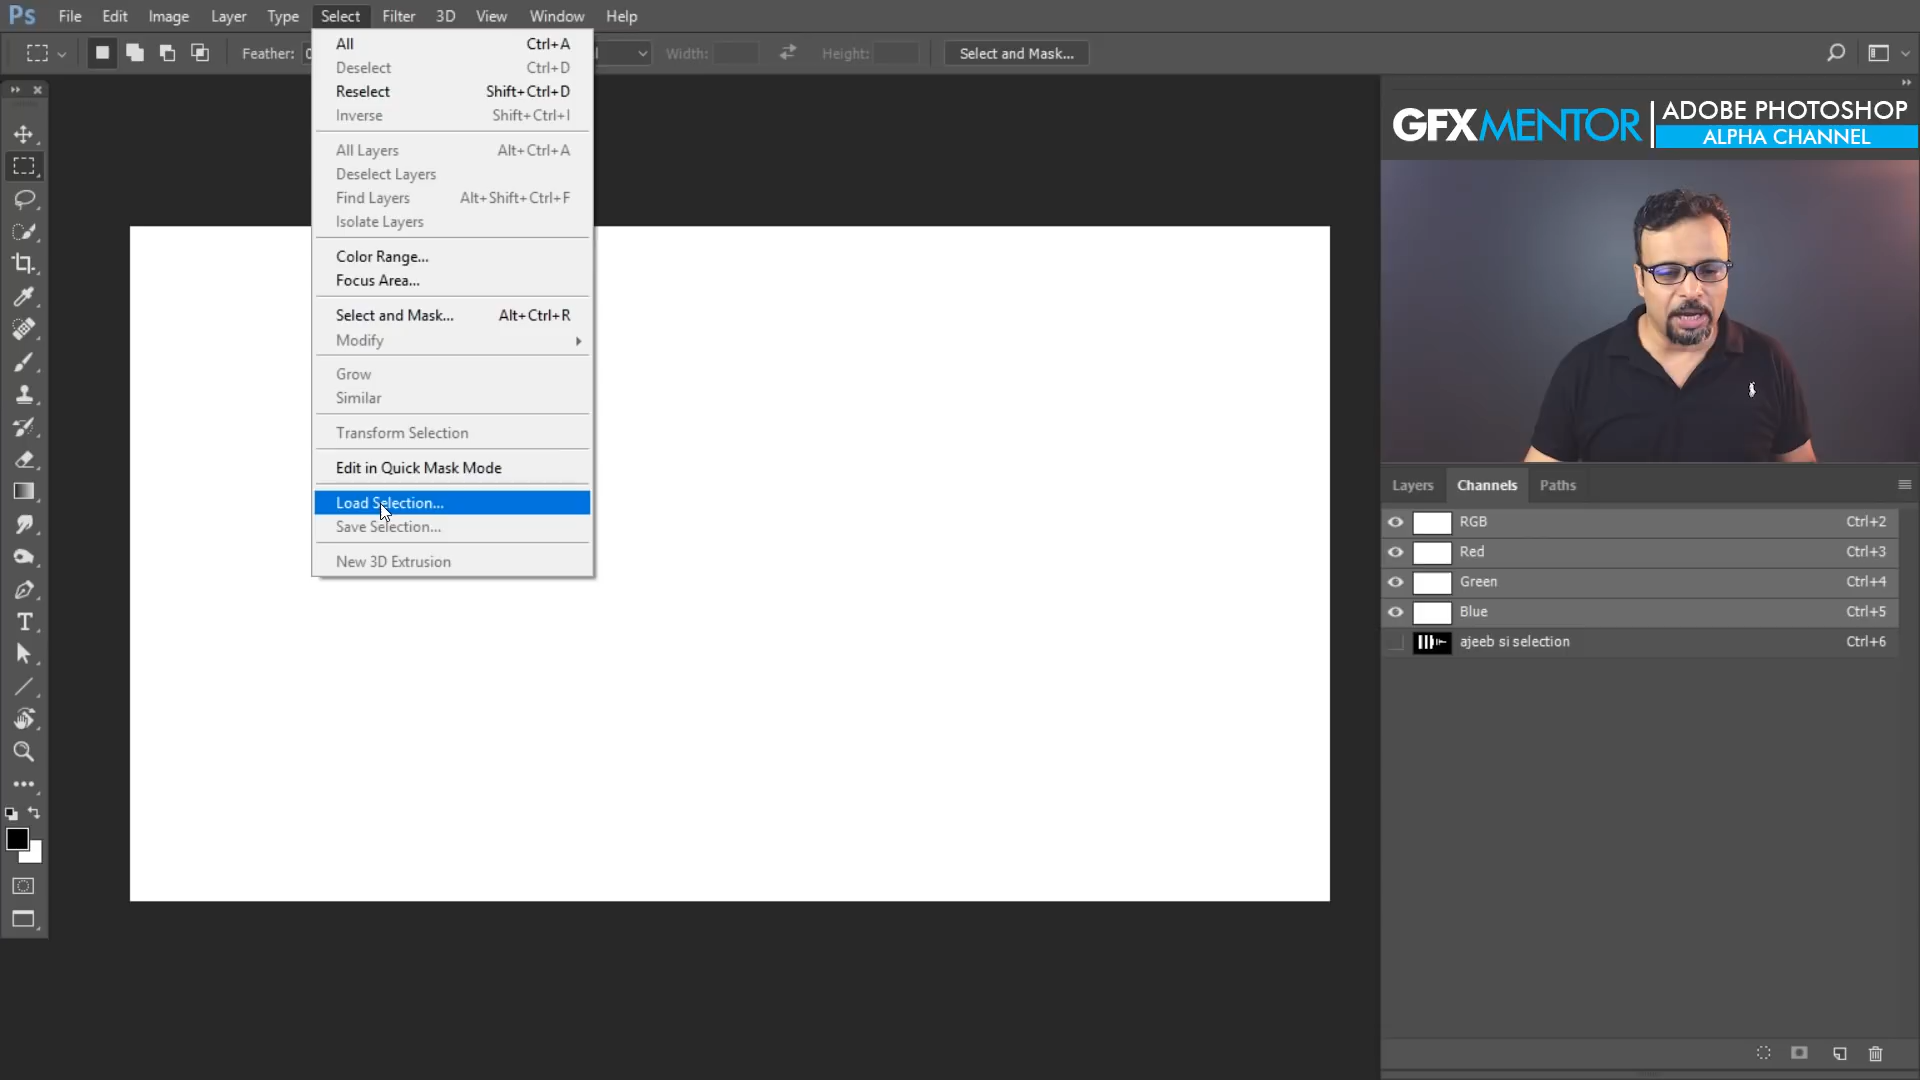 Ps File Edit Image Layer Type Select Filter 3D View Window Help
Feather: Width: Height: Select and Mask...
All Ctrl+A
Deselect Ctrl+D
Reselect Shift+Ctrl+D
Inverse Shift+Ctrl+I
All Layers Alt+Ctrl+A
Deselect Layers
Find Layers Alt+Shift+Ctrl+F
Isolate Layers
Color Range...
Focus Area...
Select and Mask... Alt+Ctrl+R
Modify
Grow
Similar
Transform Selection
Edit in Quick Mask Mode
Load Selection...
Save Selection...
New 3D Extrusion
GFXMENTOR
ADOBE PHOTOSHOP
ALPHA CHANNEL
Layers Channels Paths
RGB Ctrl+2
Red Ctrl+3
Green Ctrl+4
Blue Ctrl+5
ajeeb si selection Ctrl+6